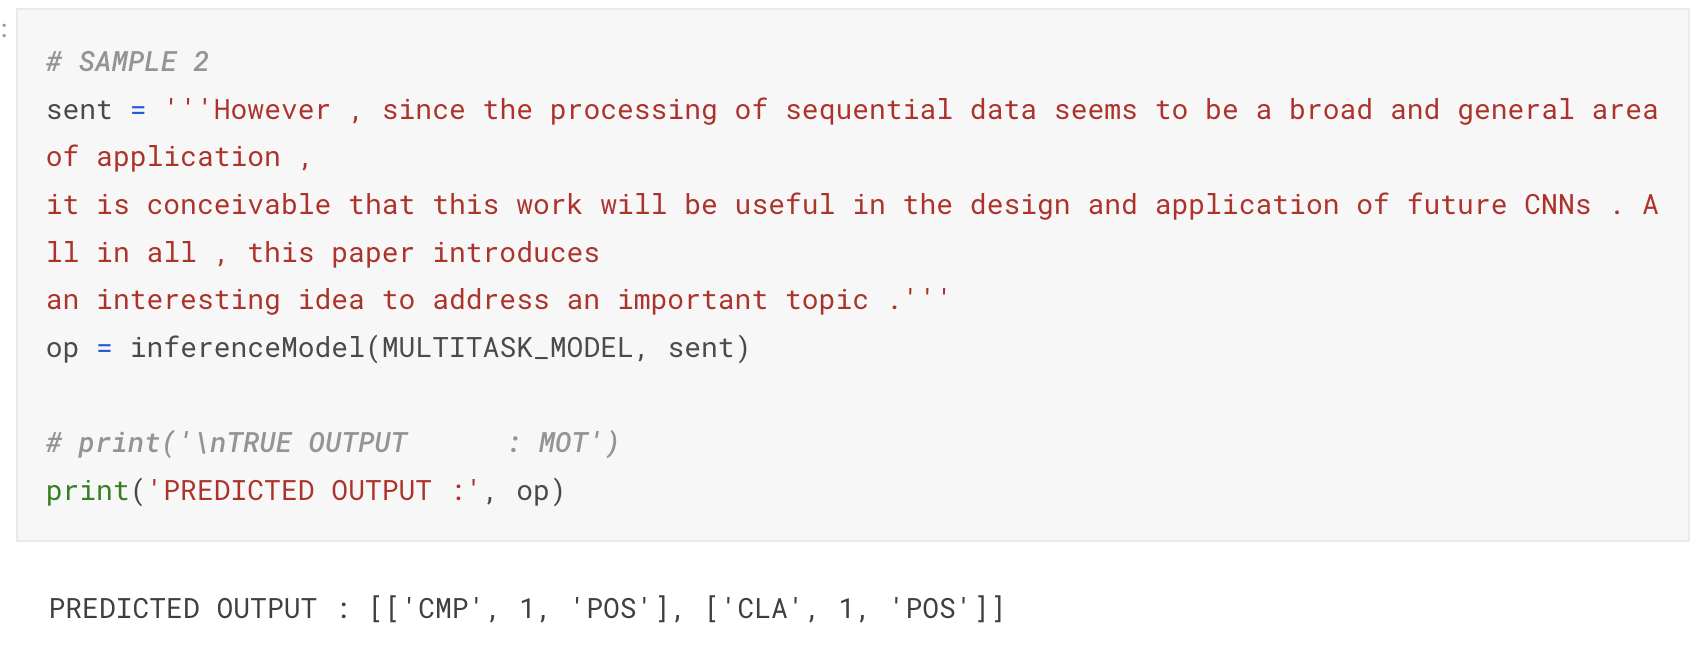 :
# SAMPLE 2
sent = '''However , since the processing of sequential data seems to be a broad and general area
of application ,
it is conceivable that this work will be useful in the design and application of future CNNs . A
ll in all , this paper introduces
an interesting idea to address an important topic .'''
op = inferenceModel(MULTITASK_MODEL, sent)
# print('\nTRUE OUTPUT      : MOT')
print('PREDICTED OUTPUT :', op)
PREDICTED OUTPUT : [['CMP', 1, 'POS'], ['CLA', 1, 'POS']]